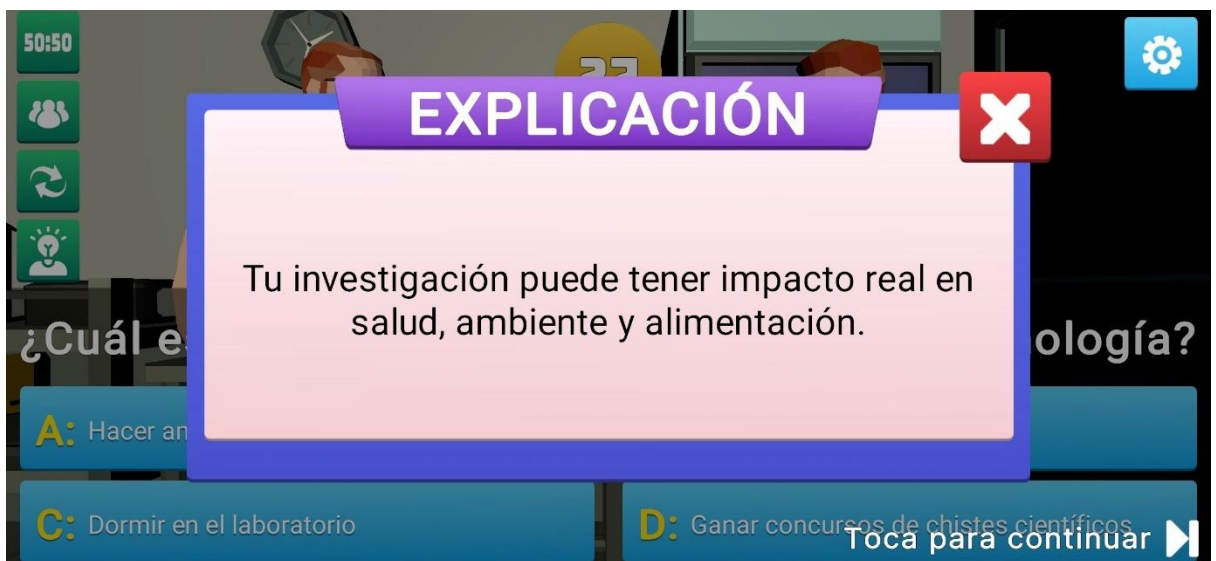 50:50
EXPLICACIÓN
Tu investigación puede tener impacto real en
salud, ambiente y alimentación.
¿Cuál
ología?
A: Hacer
C: Dormir en el laboratorio
D: Ganar concursos de chistes científicos
Toca para continuar